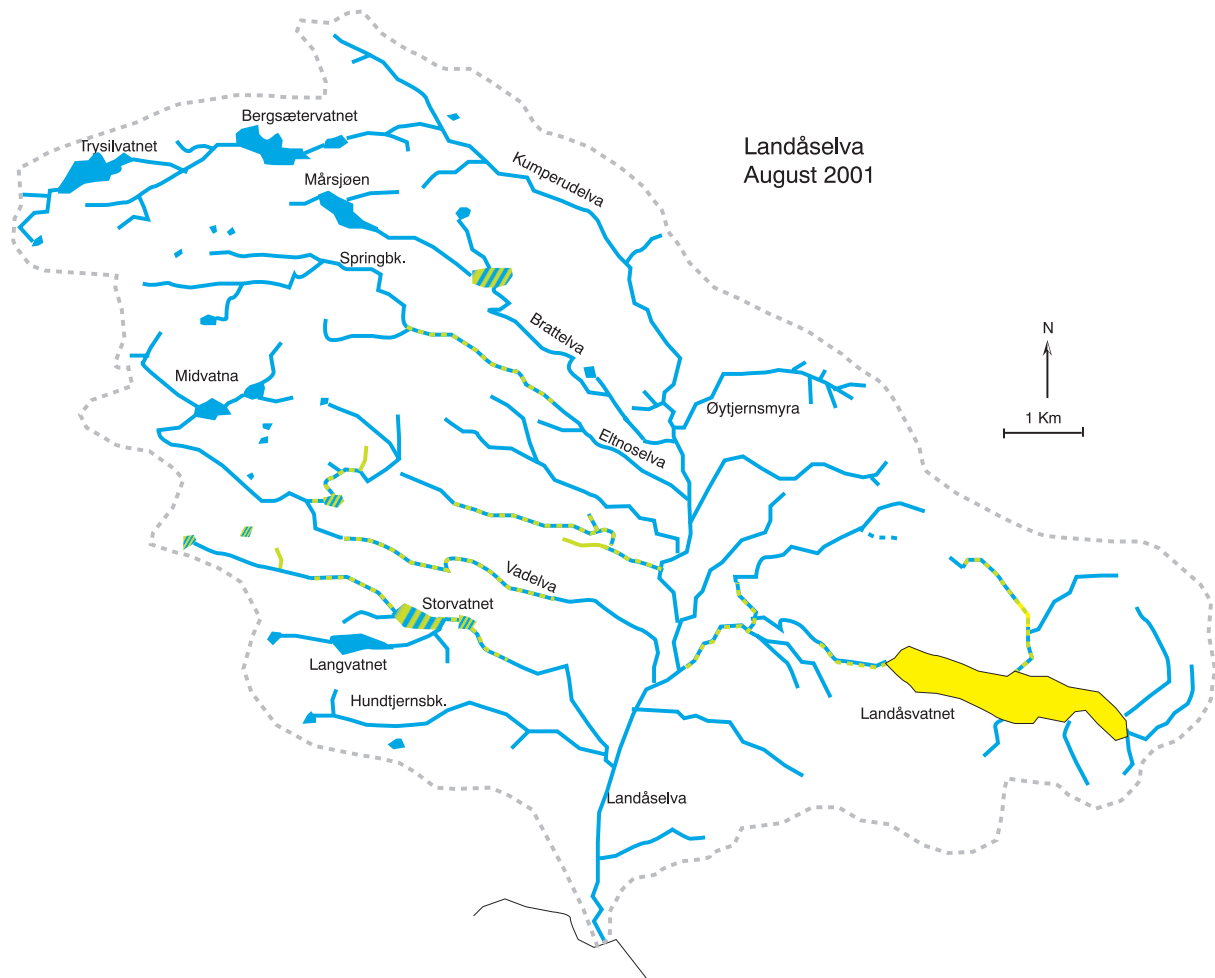 Bergsætervatnet
Trysilvatnet
Landåselva
August 2001
Kumperudelva
Mårsjøen
Springbk.
Brattelva
N
Midvatna
Øytjernsmyra
1 Km
Eltnoselva
Vadelva
Storvatnet
Langvatnet
Hundtjernsbk.
Landåsvatnet
Landåselva